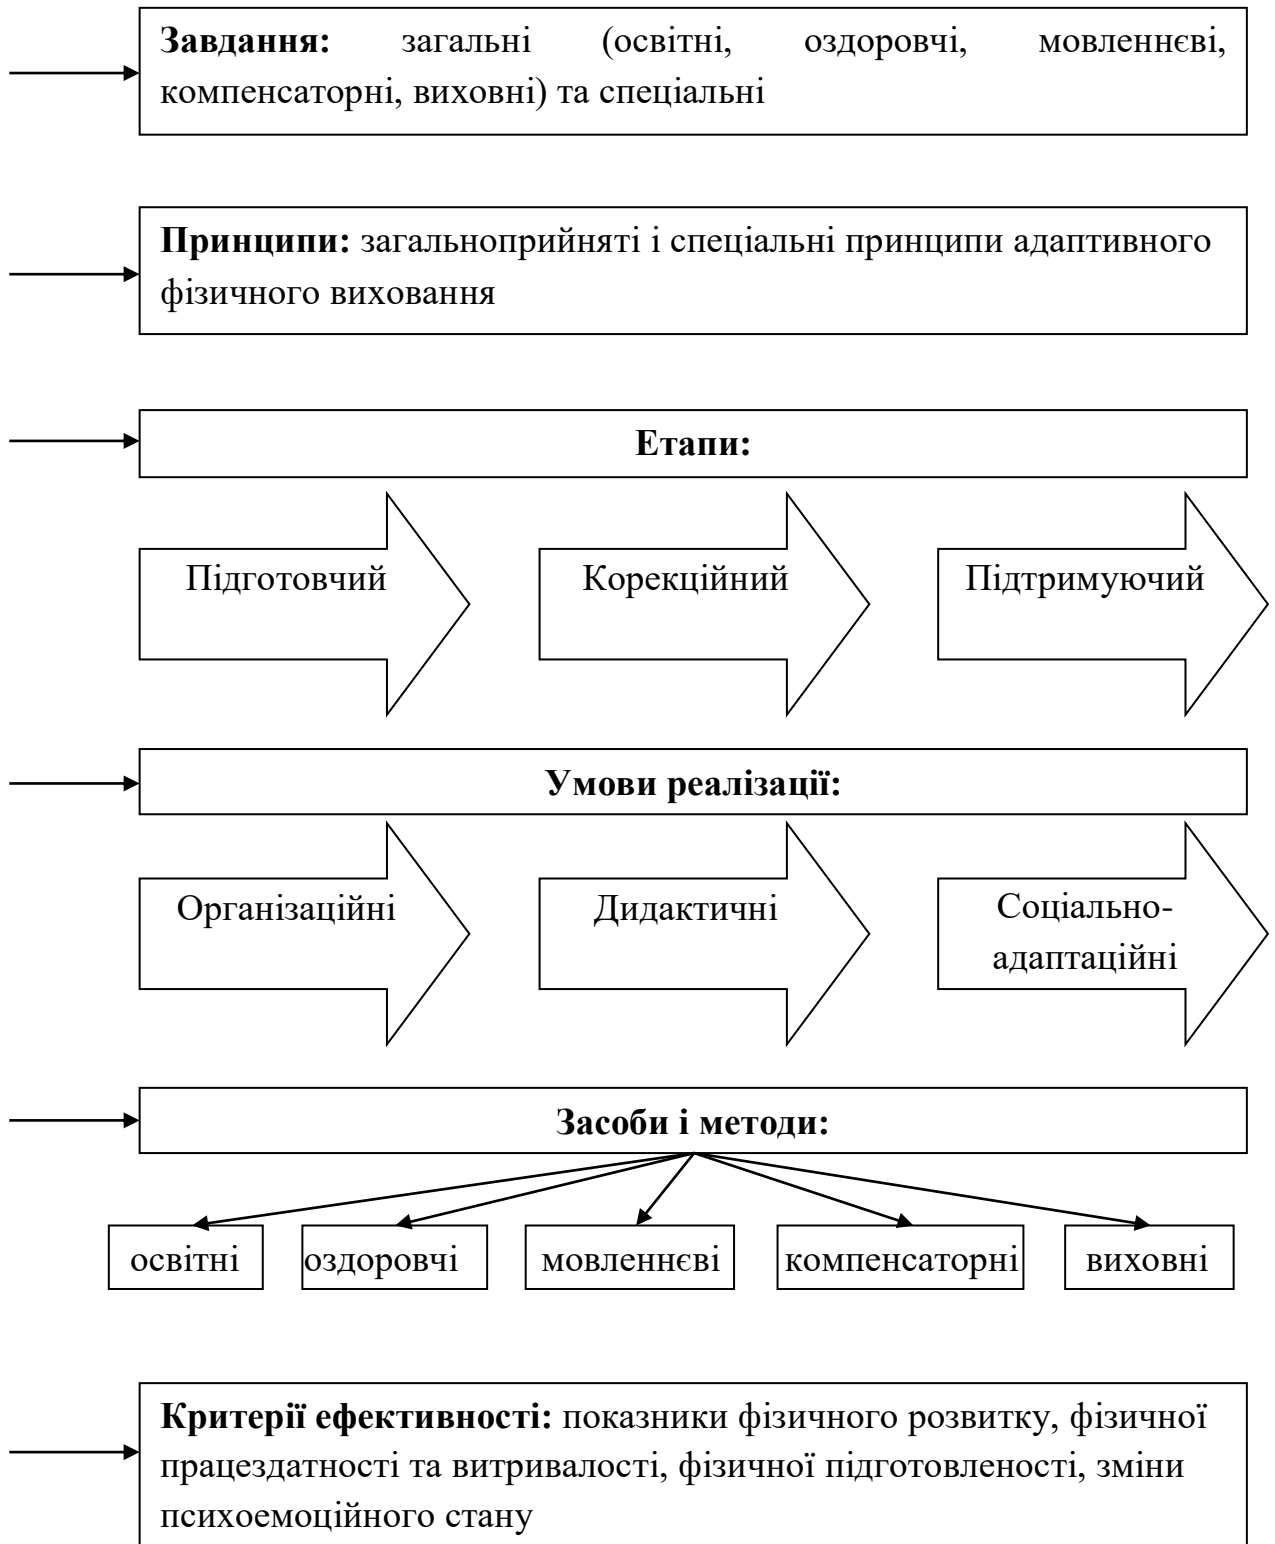 Завдання: загальні (освітні, оздоровчі, мовленнєві,
компенсаторні, виховні) та спеціальні
Принципи: загальноприйняті і спеціальні принципи адаптивного
фізичного виховання
Етапи:
Підготовчий
Корекційний
Підтримуючий
Умови реалізації:
Організаційні
Дидактичні
Соціально-
адаптаційні
Засоби і методи:
освітні
оздоровчі
мовленнєві
компенсаторні
виховні
Критерії ефективності: показники фізичного розвитку, фізичної
працездатності та витривалості, фізичної підготовленості, зміни
психоемоційного стану